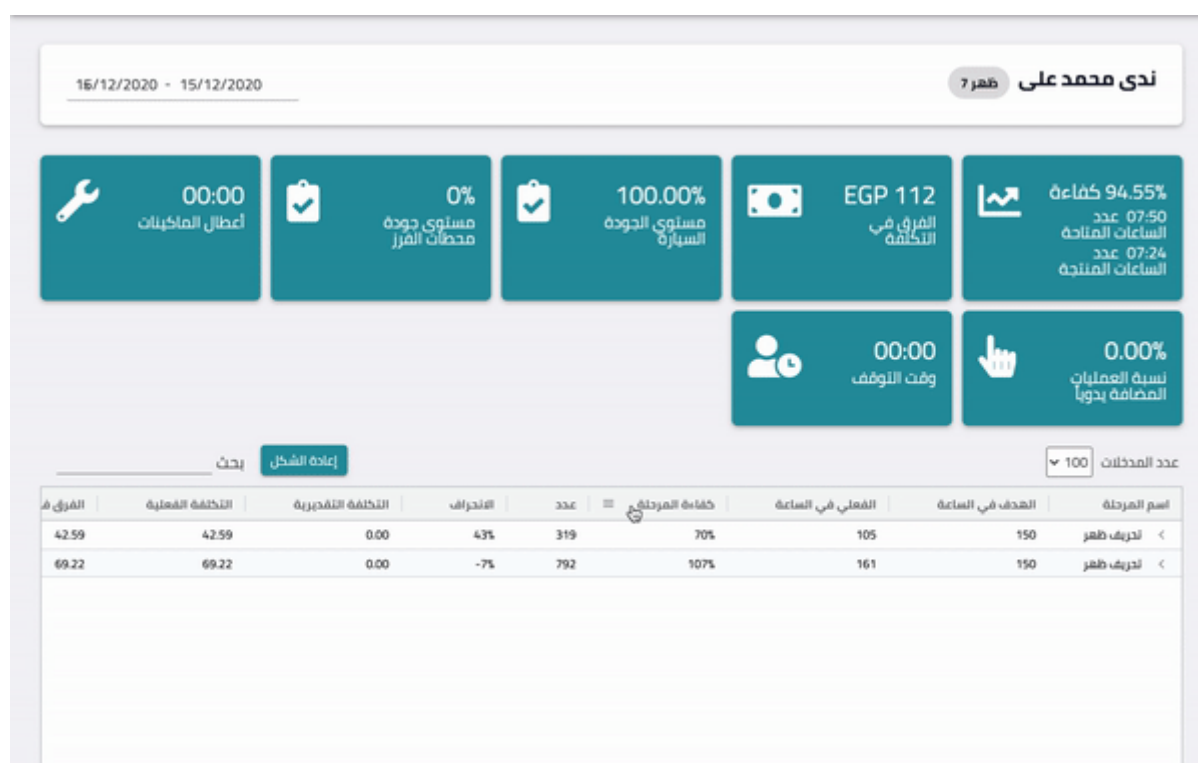 ندى محمد على ظهر 7
16/12/2020 - 15/12/2020
94.55% كفاءة
07:50 عدد
الساعات المتاحة
07:24 عدد
الساعات المنتجة
EGP 112
الفرق في
التكلفة
100.00%
مستوي الجودة
السيارة
0%
مستوي جودة
محطات الفرز
00:00
أعطال الماكينات
0.00%
نسبة العمليات
المضافة يدوياً
00:00
وقت التوقف
عدد المدخلات 100
إعادة الشكل
بحث
اسم المرحلة الهدف في الساعة الفعلي في الساعة كفاءة المرحلة عدد الانحراف التكلفة التقديرية التكلفة الفعلية الفرق ف
تحريف ظهر 150 105 70% 319 43% 0.00 42.59 42.59
تحريف ظهر 150 161 107% 792 -7% 0.00 69.22 69.22